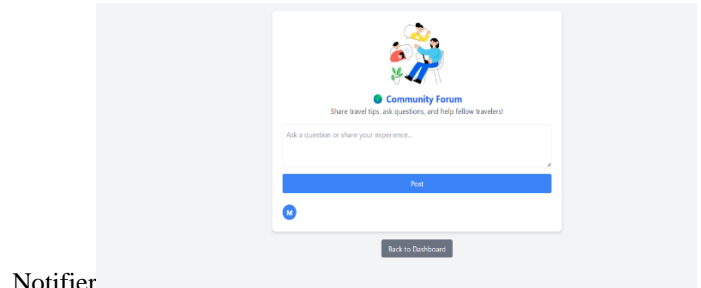 🌍 Community Forum
Share travel tips, ask questions, and help fellow travelers!
Ask a question or share your experience...
Post
M
Back to Dashboard
Notifier